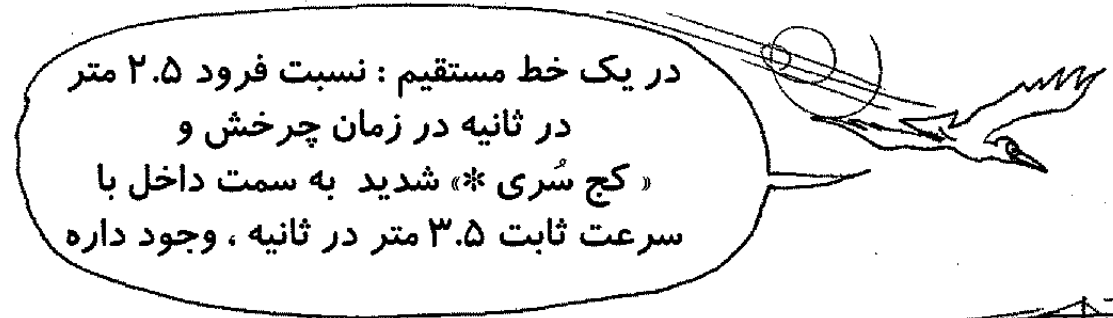 در یک خط مستقیم : نسبت فرود ۲.۵ متر
در ثانیه در زمان چرخش و
« کج سُری *» شدید به سمت داخل با
سرعت ثابت ۳.۵ متر در ثانیه ، وجود داره